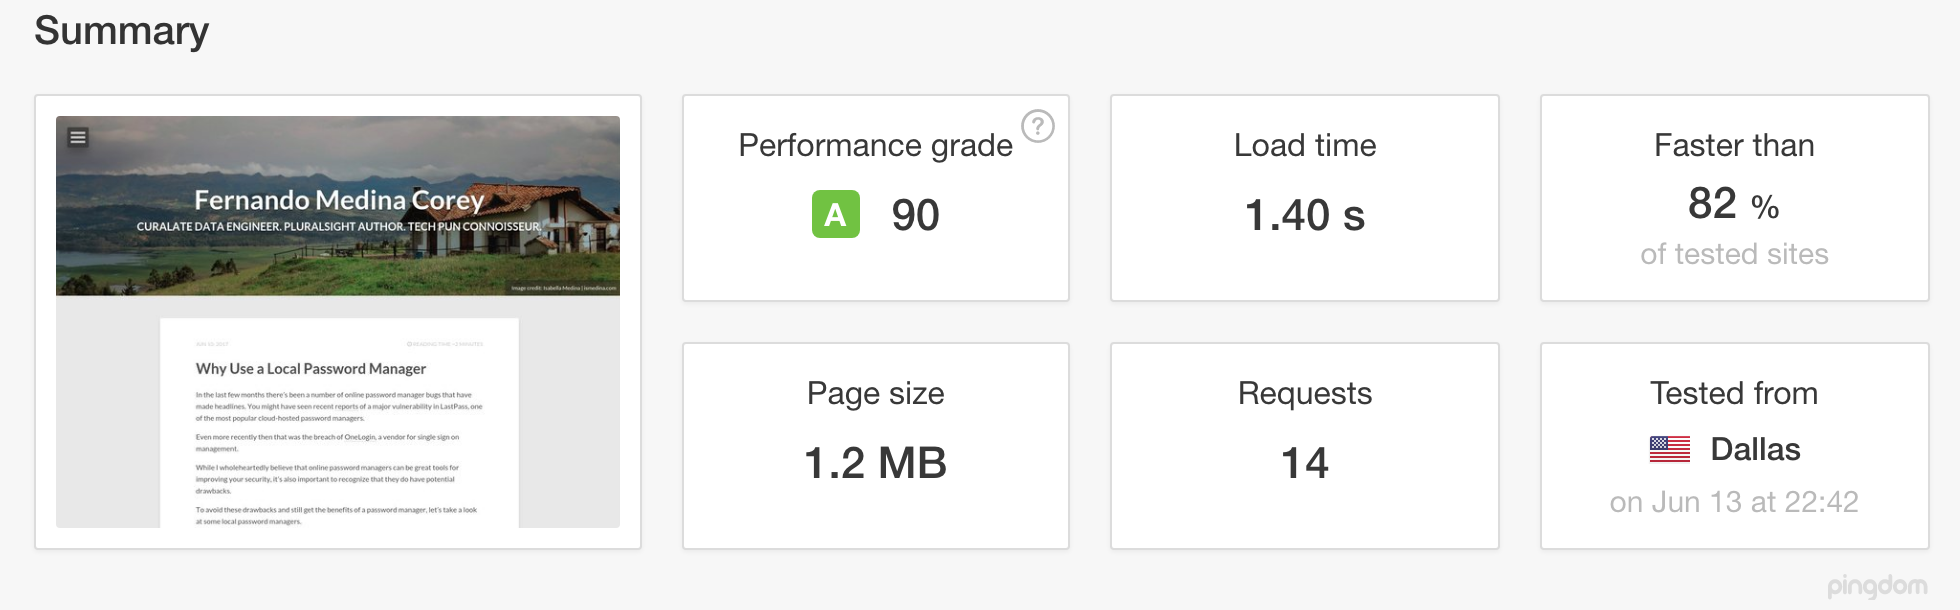 Summary
Fernando Medina Corey
CURALATE DATA ENGINEER. PLURALSIGHT AUTHOR. TECH PUN CONNOISSEUR.
Image credit: Isabella Medina |
Why Use a Local Password Manager
In the last few months there's been a number of online password manager bugs that have
made headlines. You might have seen recent reports of a major vulnerability in LastPass, one
of the most popular cloud-hosted password managers.
Even more recently then that was the breach of OneLogin, a vendor for single sign on
management.
While I wholeheartedly believe that online password managers can be great tools for
improving your security, it's also important to recognize that they do have potential
drawbacks.
To avoid these drawbacks and still get the benefits of a password manager, let's take a look
at some local password managers.
Performance grade ?
A 90
Load time
1.40 s
Faster than
82 %
of tested sites
Page size
1.2 MB
Requests
14
Tested from
Dallas
on Jun 13 at 22:42
pingdom